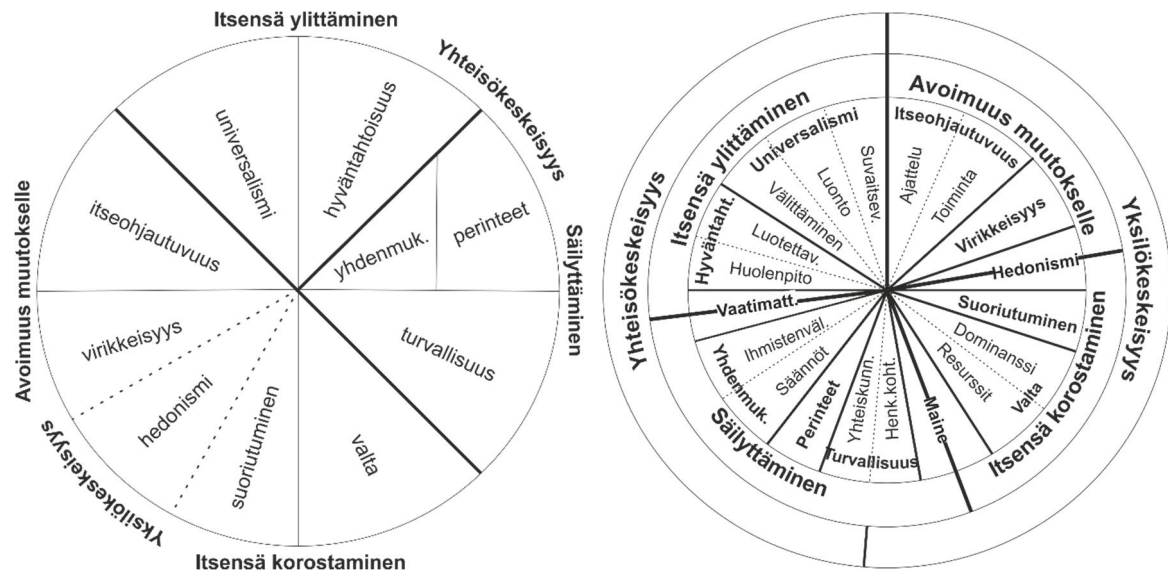 Itsensä ylittäminen
Yhteisökeskeisyys
Säilyttäminen
Itsensä korostaminen
Yksilökeskeisyys
Avoimuus muutokselle
universalismi
hyväntahtoisuus
yhdenmuk.
perinteet
turvallisuus
valta
suoriutuminen
hedonismi
virikkeisyys
itseohjautuvuus
Yhteisökeskeisyys
Yksilökeskeisyys
Itsensä ylittäminen
Avoimuus muutokselle
Itsensä korostaminen
Säilyttäminen
Universalismi
Suvaitsev.
Luonto
Välittäminen
Itseohjautuvuus
Ajattelu
Toiminta
Virikkeisyys
Hedonismi
Suoriutuminen
Dominanssi
Resurssit
Valta
Maine
Turvallisuus
Henk.koht.
Yhteiskunn.
Perinteet
Yhdenmuk.
Säännöt
Ihmistenväl.
Vaatimatt.
Hyväntaht.
Huolenpito
Luotettav.